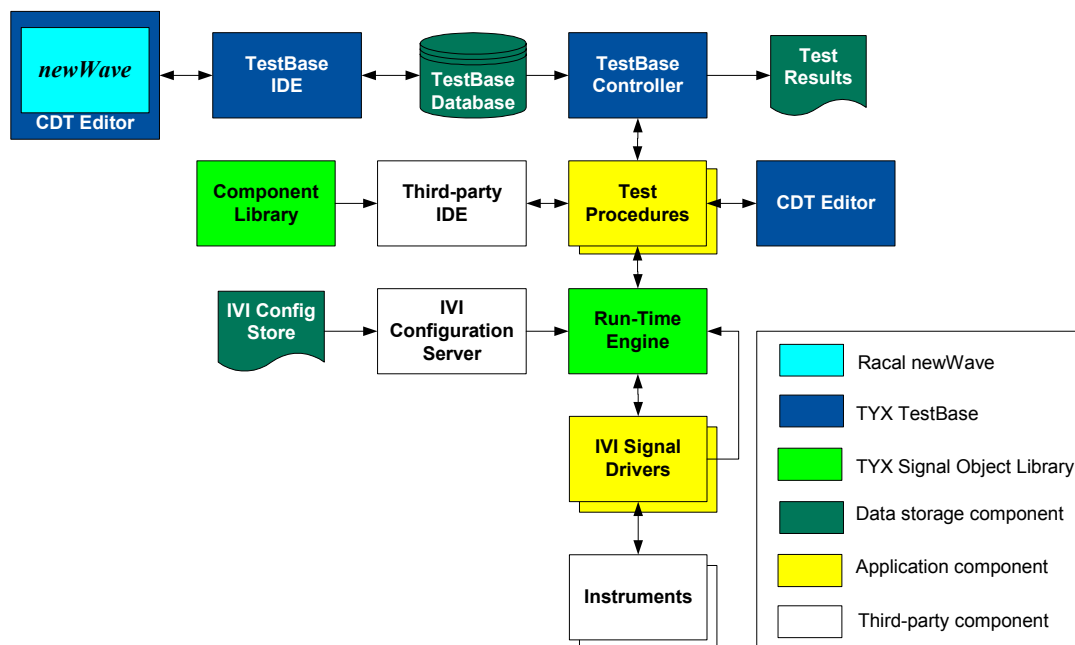 newWave
CDT Editor
TestBase
IDE
TestBase
Database
TestBase
Controller
Test
Results
Component
Library
Third-party
IDE
Test
Procedures
CDT Editor
IVI Config
Store
IVI
Configuration
Server
Run-Time
Engine
IVI Signal
Drivers
Instruments
Racal newWave
TYX TestBase
TYX Signal Object Library
Data storage component
Application component
Third-party component